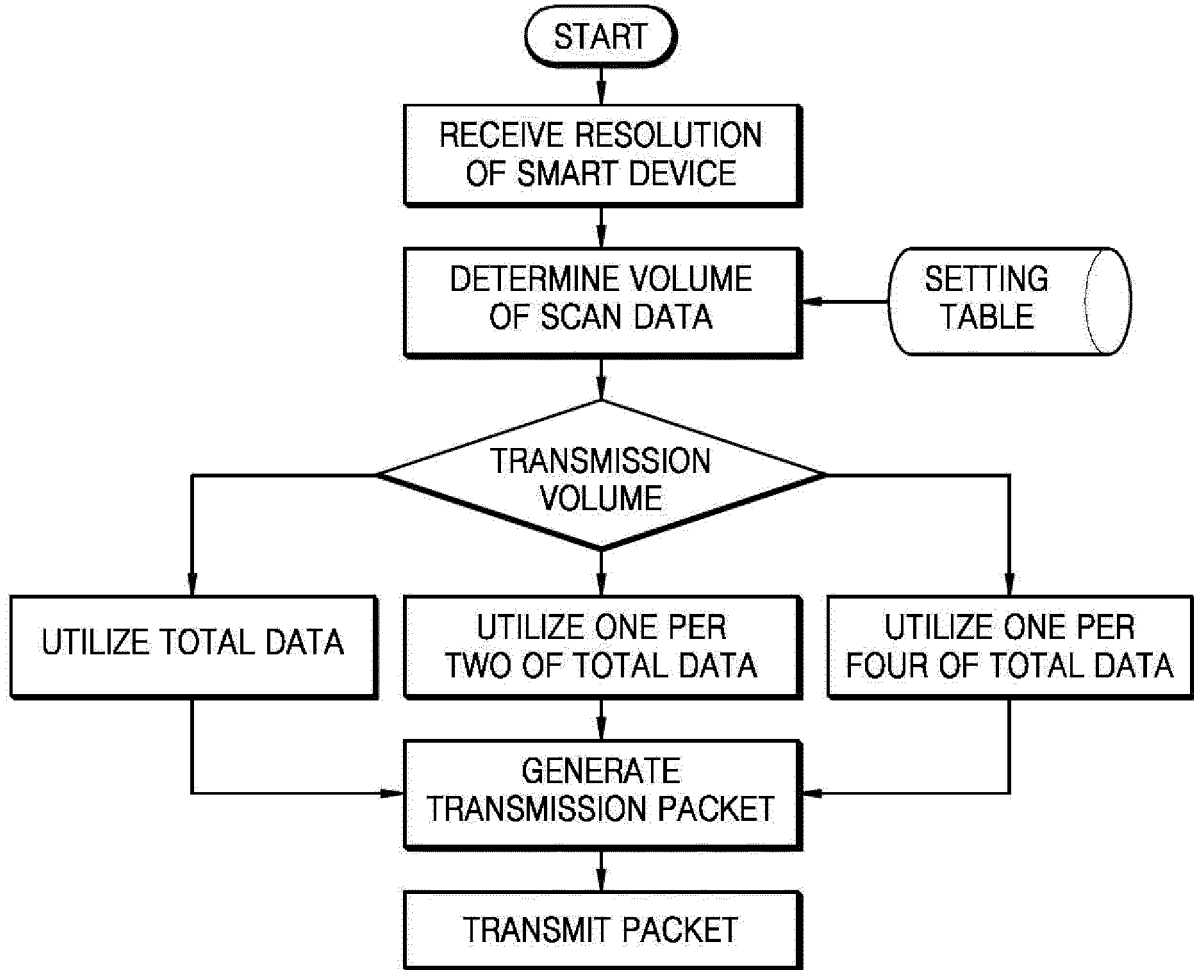 START
RECEIVE RESOLUTION
OF SMART DEVICE
DETERMINE VOLUME
OF SCAN DATA
SETTING
TABLE
TRANSMISSION
VOLUME
UTILIZE TOTAL DATA
UTILIZE ONE PER
TWO OF TOTAL DATA
UTILIZE ONE PER
FOUR OF TOTAL DATA
GENERATE
TRANSMISSION PACKET
TRANSMIT PACKET